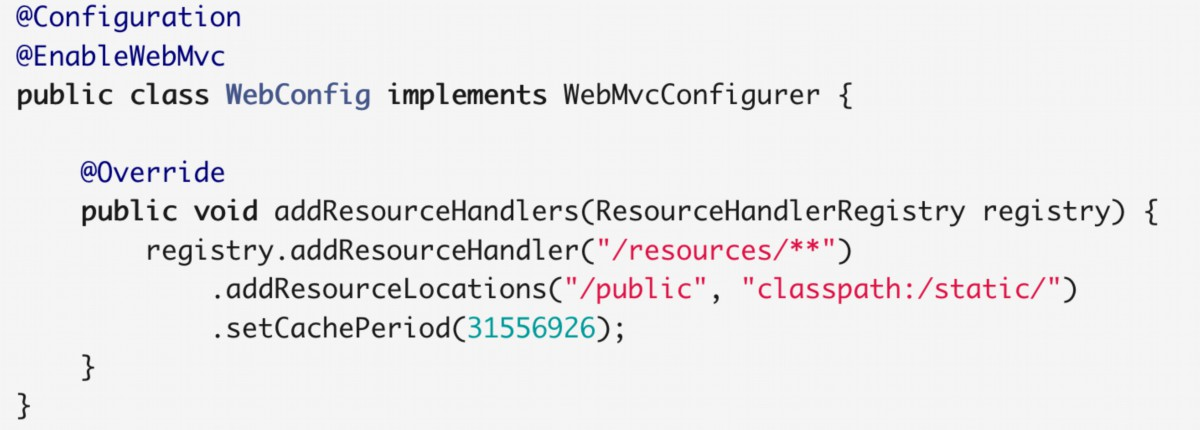 @Configuration
@EnableWebMvc
public class WebConfig implements WebMvcConfigurer {
@Override
public void addResourceHandlers(ResourceHandlerRegistry registry) {
registry.addResourceHandler("/resources/**")
.addResourceLocations("/public", "classpath:/static/")
.setCachePeriod(31556926);
}
}